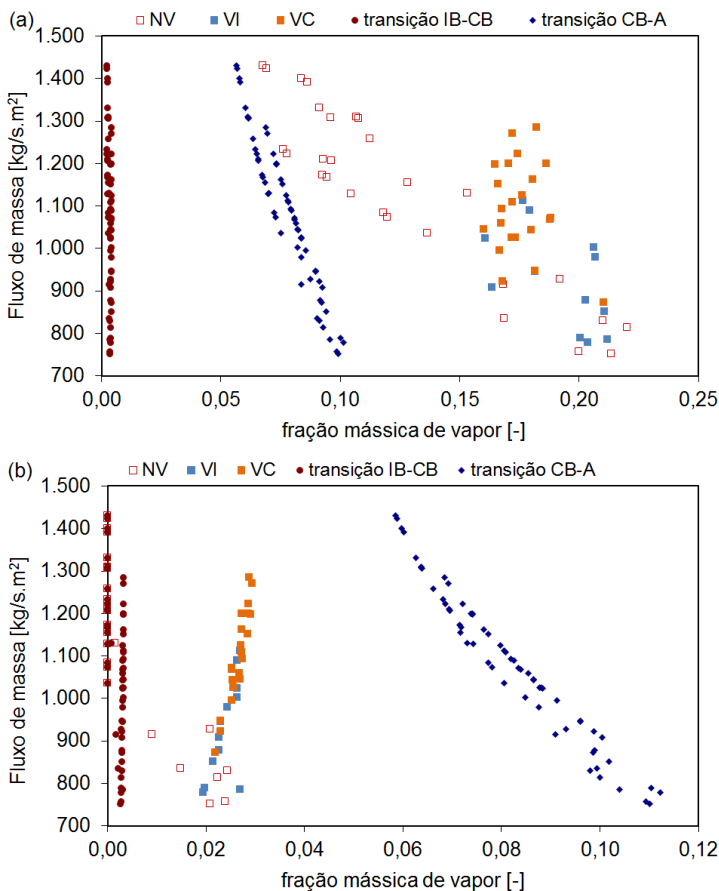 (a) NV VI VC transição IB-CB transição CB-A
1.500
1.400
1.300
1.200
1.100
1.000
900
800
700
Fluxo de massa [kg/s.m²]
0,00 0,05 0,10 0,15 0,20 0,25
fração mássica de vapor [-]
(b) NV VI VC transição IB-CB transição CB-A
1.500
1.400
1.300
1.200
1.100
1.000
900
800
700
Fluxo de massa [kg/s.m²]
0,00 0,02 0,04 0,06 0,08 0,10 0,12
fração mássica de vapor [-]